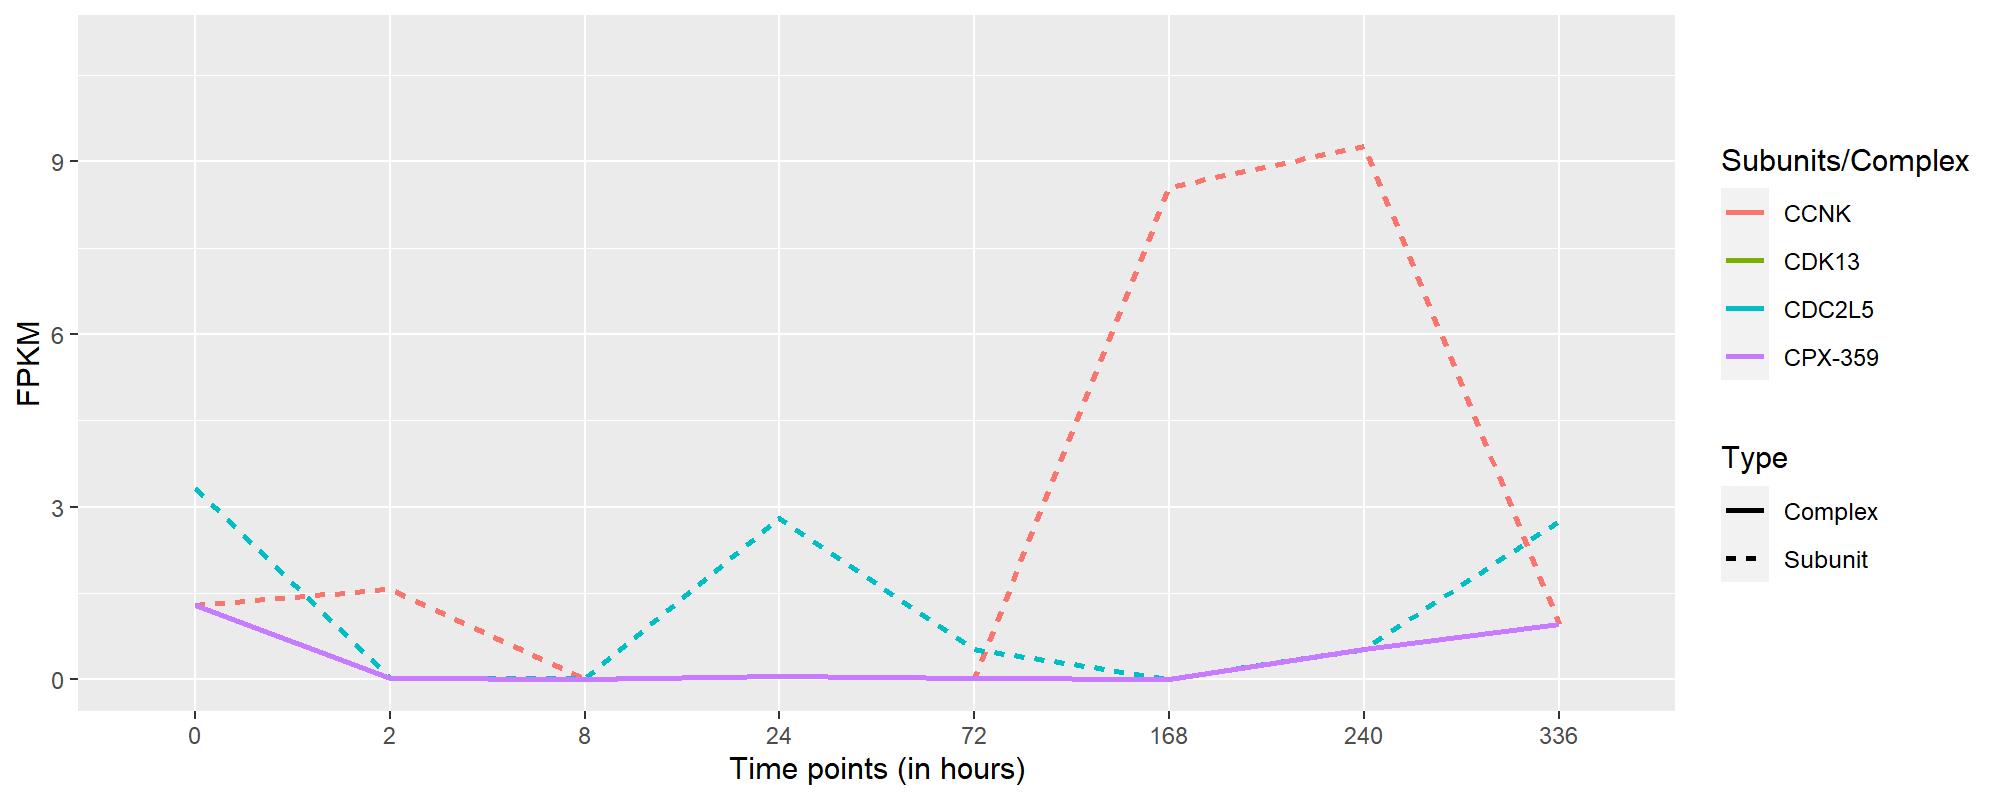 FPKM
9
6
3
0
0 2 8 24 72 168 240 336
Time points (in hours)
Subunits/Complex
CCNK
CDK13
CDC2L5
CPX-359
Type
Complex
Subunit